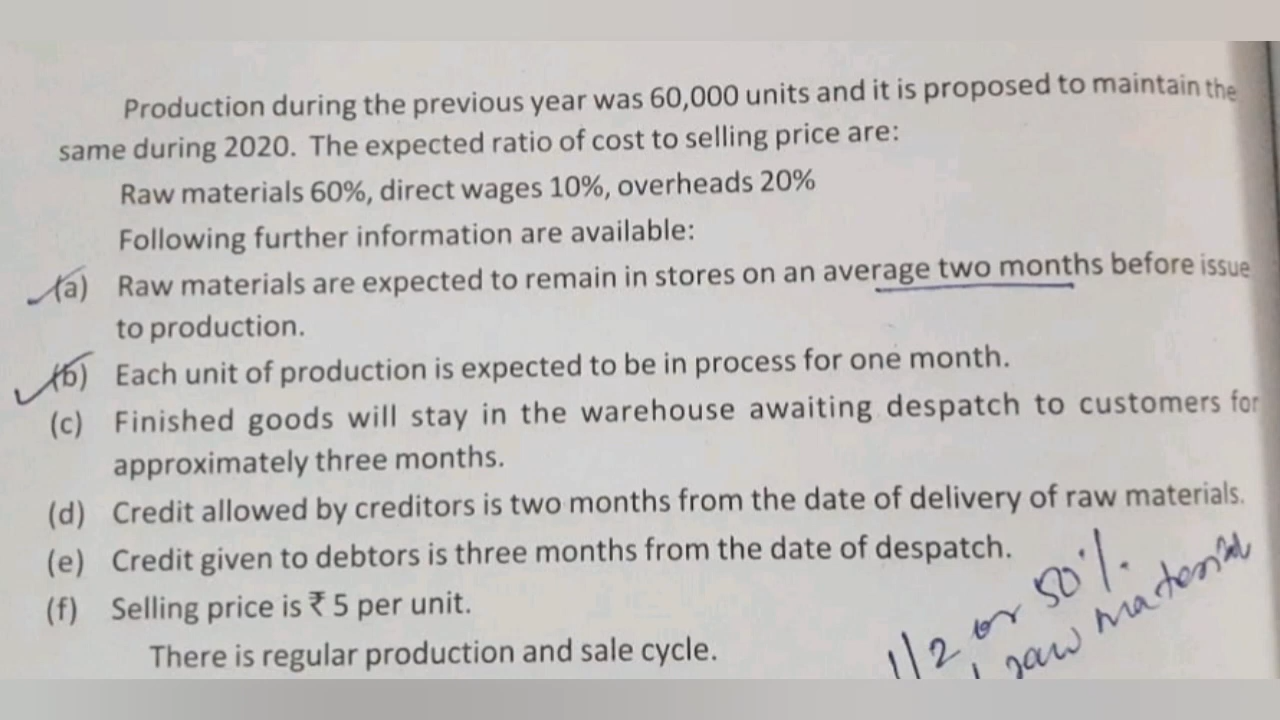 Production during the previous year was 60,000 units and it is proposed to maintain the
same during 2020. The expected ratio of cost to selling price are:
Raw materials 60%, direct wages 10%, overheads 20%
Following further information are available:
(a) Raw materials are expected to remain in stores on an average two months before issue
to production.
(b) Each unit of production is expected to be in process for one month.
(c) Finished goods will stay in the warehouse awaiting despatch to customers for
approximately three months.
(d) Credit allowed by creditors is two months from the date of delivery of raw materials.
(e) Credit given to debtors is three months from the date of despatch.
(f) Selling price is ₹ 5 per unit.
There is regular production and sale cycle.
1/2 or 50%
raw material